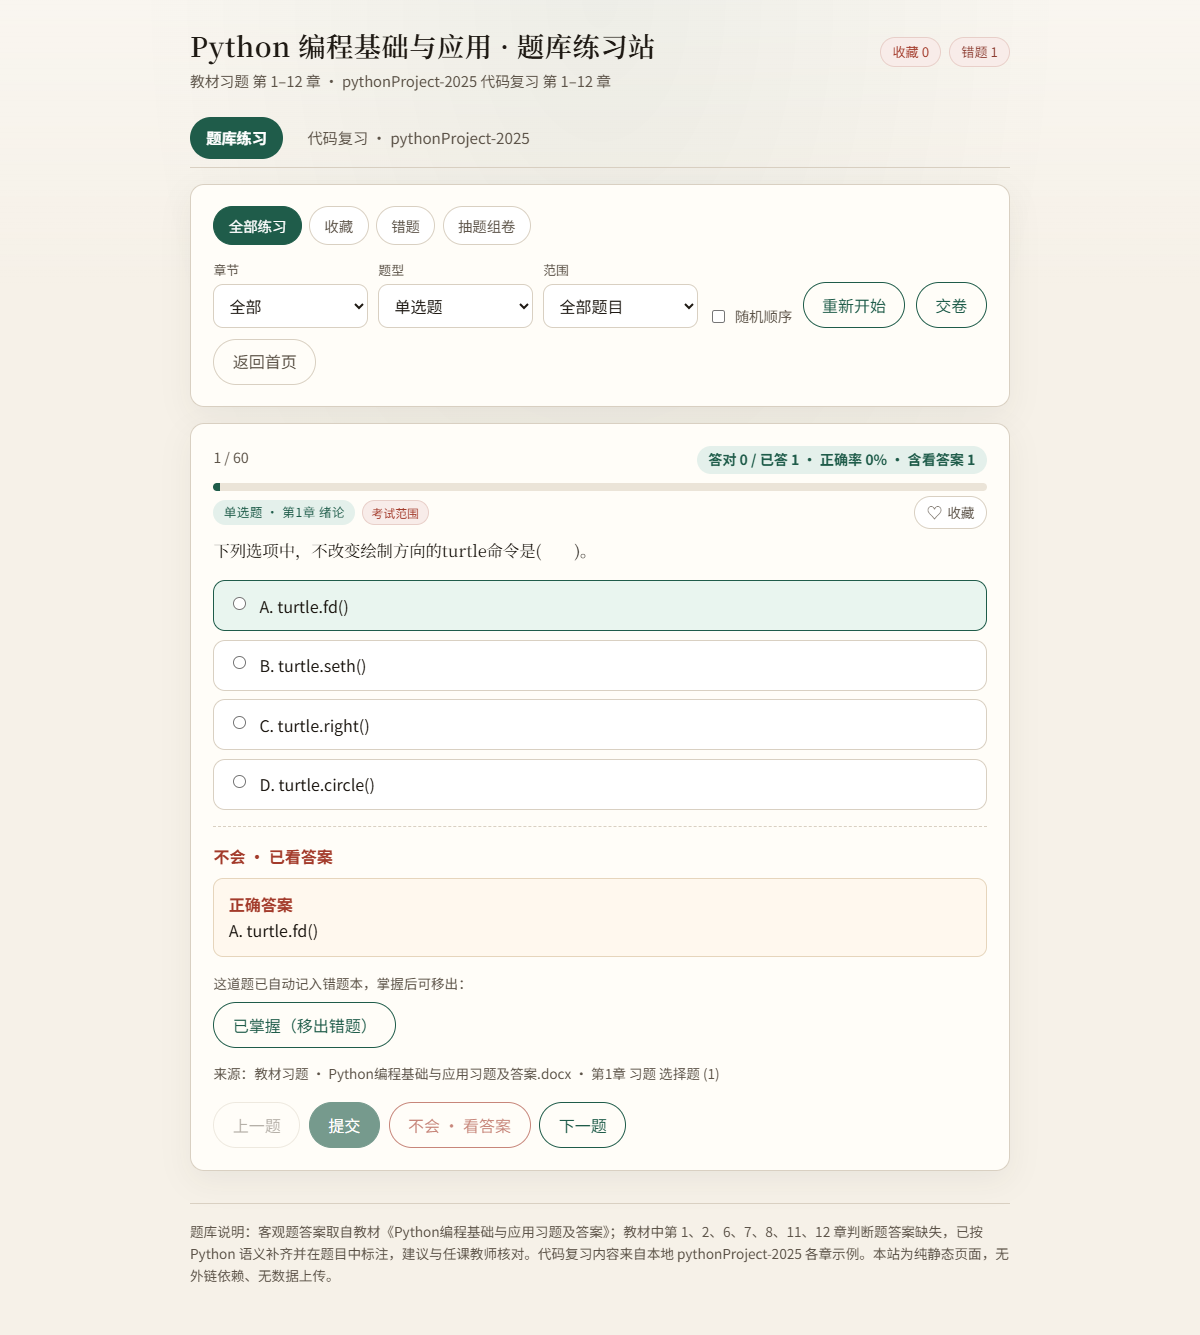 Python 编程基础与应用 · 题库练习站
收藏 0
错题 1
教材习题 第 1–12 章 · pythonProject-2025 代码复习 第 1–12 章
题库练习
代码复习 · pythonProject-2025
全部练习
收藏
错题
抽题组卷
章节
题型
范围
全部
单选题
全部题目
随机顺序
重新开始
交卷
返回首页
1 / 60
答对 0 / 已答 1 · 正确率 0% · 含看答案 1
单选题 · 第1章 绪论
考试范围
♡ 收藏
下列选项中，不改变绘制方向的turtle命令是(　　)。
A. turtle.fd()
B. turtle.seth()
C. turtle.right()
D. turtle.circle()
不会 · 已看答案
正确答案
A. turtle.fd()
这道题已自动记入错题本，掌握后可移出：
已掌握（移出错题）
来源：教材习题 · Python编程基础与应用习题及答案.docx · 第1章 习题 选择题 (1)
上一题
提交
不会 · 看答案
下一题
题库说明：客观题答案取自教材《Python编程基础与应用习题及答案》；教材中第 1、2、6、7、8、11、12 章判断题答案缺失，已按
Python 语义补齐并在题目中标注，建议与任课教师核对。代码复习内容来自本地 pythonProject-2025 各章示例。本站为纯静态页面，无
外链依赖、无数据上传。